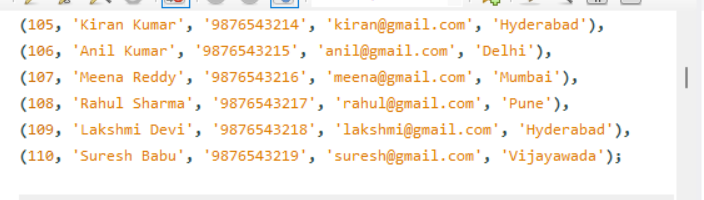 (105, 'Kiran Kumar', '9876543214', 'kiran@gmail.com', 'Hyderabad'),
(106, 'Anil Kumar', '9876543215', 'anil@gmail.com', 'Delhi'),
(107, 'Meena Reddy', '9876543216', 'meena@gmail.com', 'Mumbai'),
(108, 'Rahul Sharma', '9876543217', 'rahul@gmail.com', 'Pune'),
(109, 'Lakshmi Devi', '9876543218', 'lakshmi@gmail.com', 'Hyderabad'),
(110, 'Suresh Babu', '9876543219', 'suresh@gmail.com', 'Vijayawada');